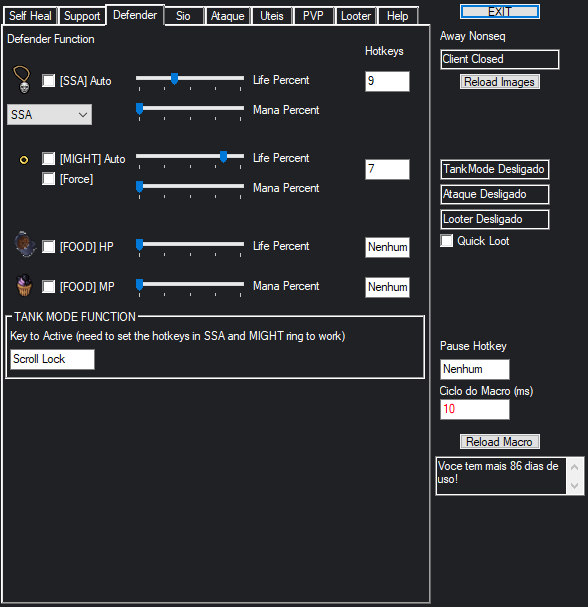 Self Heal Support Defender Sio Ataque Uteis PVP Looter Help
EXIT
Defender Function
Hotkeys
Away Nonseq
Client Closed
Reload Images
[SSA] Auto
Life Percent
9
SSA
Mana Percent
[MIGHT] Auto
Life Percent
7
[Force]
Mana Percent
TankMode Desligado
Ataque Desligado
Looter Desligado
Quick Loot
[FOOD] HP
Life Percent
Nenhum
[FOOD] MP
Mana Percent
Nenhum
TANK MODE FUNCTION
Key to Active (need to set the hotkeys in SSA and MIGHT ring to work)
Scroll Lock
Pause Hotkey
Nenhum
Ciclo do Macro (ms)
10
Reload Macro
Voce tem mais 86 dias de
uso!